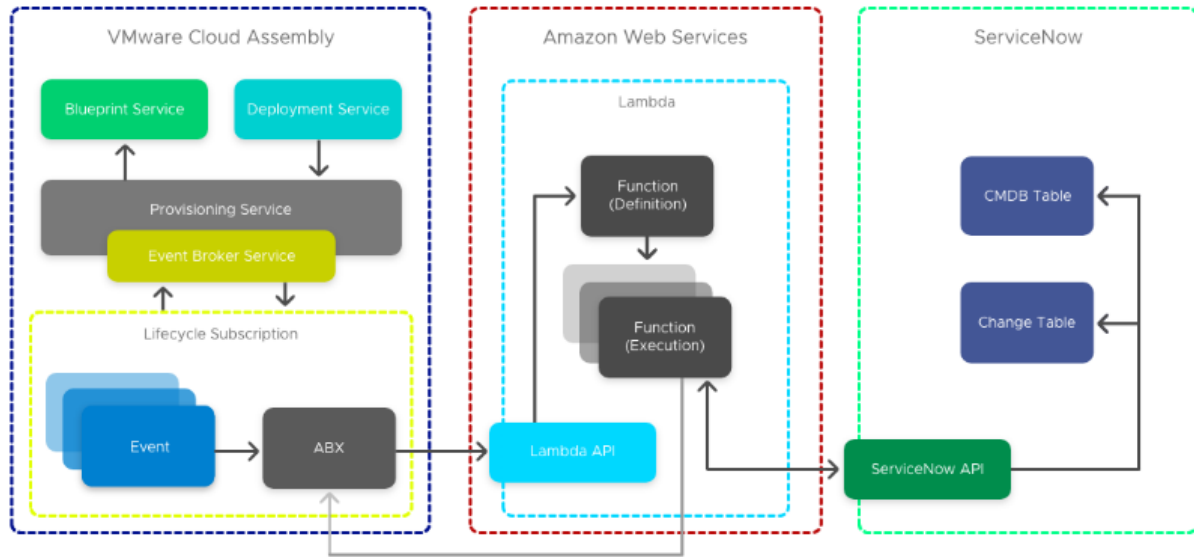 VMware Cloud Assembly
Blueprint Service
Deployment Service
Provisioning Service
Event Broker Service
Lifecycle Subscription
Event
ABX
Amazon Web Services
Lambda
Function
(Definition)
Function
(Execution)
Lambda API
ServiceNow
CMDB Table
Change Table
ServiceNow API